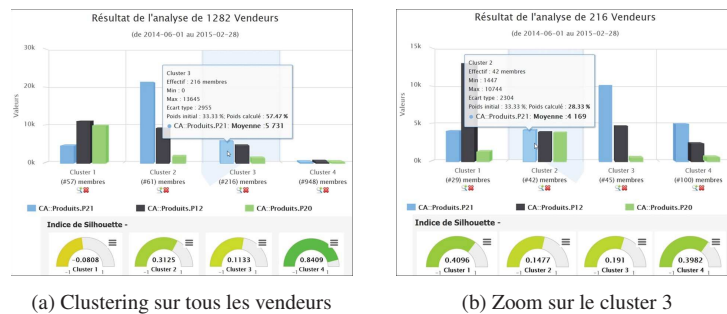 Résultat de l'analyse de 1282 Vendeurs
(de 2014-06-01 au 2015-02-28)
30k
20k
10k
0k
Valeurs
Cluster 3
Effectif : 216 membres
Min : 0
Max : 13645
Ecart type : 2955
Poids initial : 33.33 %, Poids calculé : 57.47 %
CA::Produits.P21: Moyenne :5 731
Cluster 1
(#57) membres
Cluster 2
(#61) membres
Cluster 3
(#216) membres
Cluster 4
(#948) membres
CA::Produits.P21 CA::Produits.P12 CA::Produits.P20
Indice de Silhouette -
-0.0808
Cluster 1
0.3125
Cluster 2
0.1133
Cluster 3
0.8409
Cluster 4
(a) Clustering sur tous les vendeurs
Résultat de l'analyse de 216 Vendeurs
(de 2014-06-01 au 2015-02-28)
15k
10k
5k
0k
Valeurs
Cluster 2
Effectif : 42 membres
Min : 1447
Max : 10744
Ecart type : 2304
Poids initial : 33.33 %, Poids calculé : 28.33 %
CA::Produits.P21: Moyenne :4 169
Cluster 1
(#29) membres
Cluster 2
(#42) membres
Cluster 3
(#45) membres
Cluster 4
(#100) membres
CA::Produits.P21 CA::Produits.P12 CA::Produits.P20
Indice de Silhouette -
0.4096
Cluster 1
0.1477
Cluster 2
0.191
Cluster 3
0.3982
Cluster 4
(b) Zoom sur le cluster 3